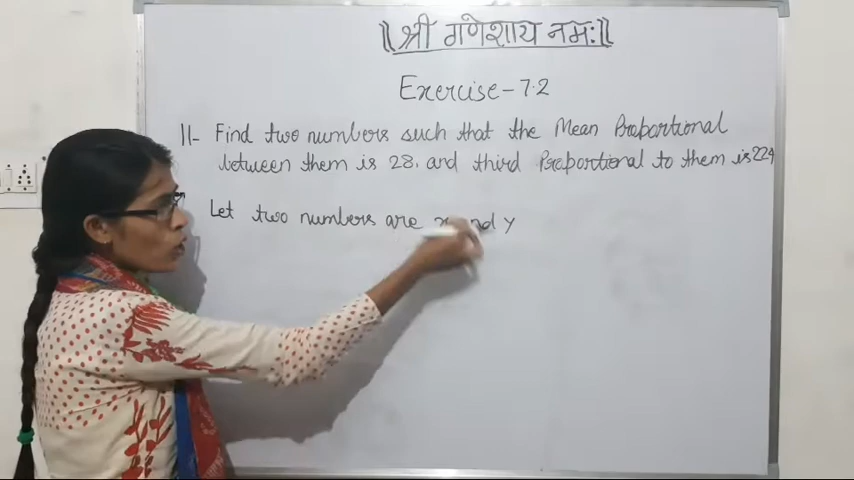 ॥ श्री गणेशाय नमः ॥
Exercise-7.2
11- Find two numbers such that the Mean Proportional
between them is 28. and third Proportional to them is 224
Let two numbers are x and y